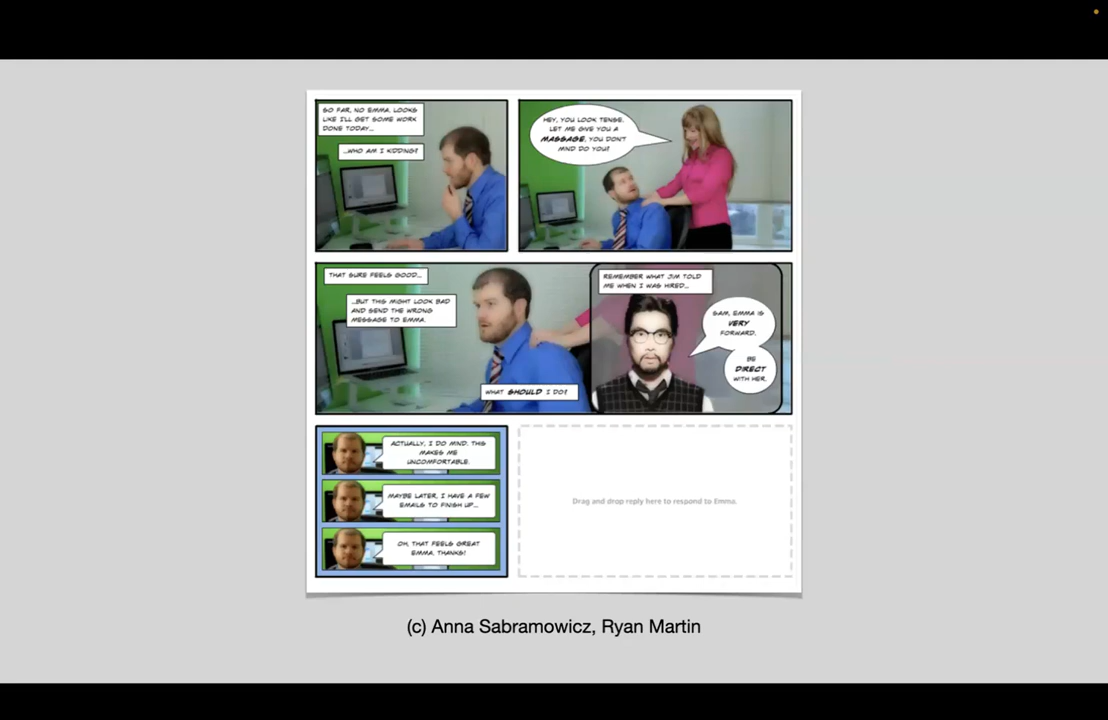 SO FAR, NO EMMA. LOOKS
LIKE I'LL GET SOME WORK
DONE TODAY...
...WHO AM I KIDDING?
HEY, YOU LOOK TENSE.
LET ME GIVE YOU A
MASSAGE. YOU DON'T
MIND DO YOU?
THAT SURE FEELS GOOD...
...BUT THIS MIGHT LOOK BAD
AND SEND THE WRONG
MESSAGE TO EMMA.
WHAT SHOULD I DO?
REMEMBER WHAT JIM TOLD
ME WHEN I WAS HIRED...
SAM, EMMA IS
VERY
FORWARD.
BE
DIRECT
WITH HER.
ACTUALLY, I DO MIND. THIS
MAKES ME
UNCOMFORTABLE.
MAYBE LATER, I HAVE A FEW
EMAILS TO FINISH UP...
OH, THAT FEELS GREAT
EMMA. THANKS!
Drag and drop reply here to respond to Emma.
(c) Anna Sabramowicz, Ryan Martin